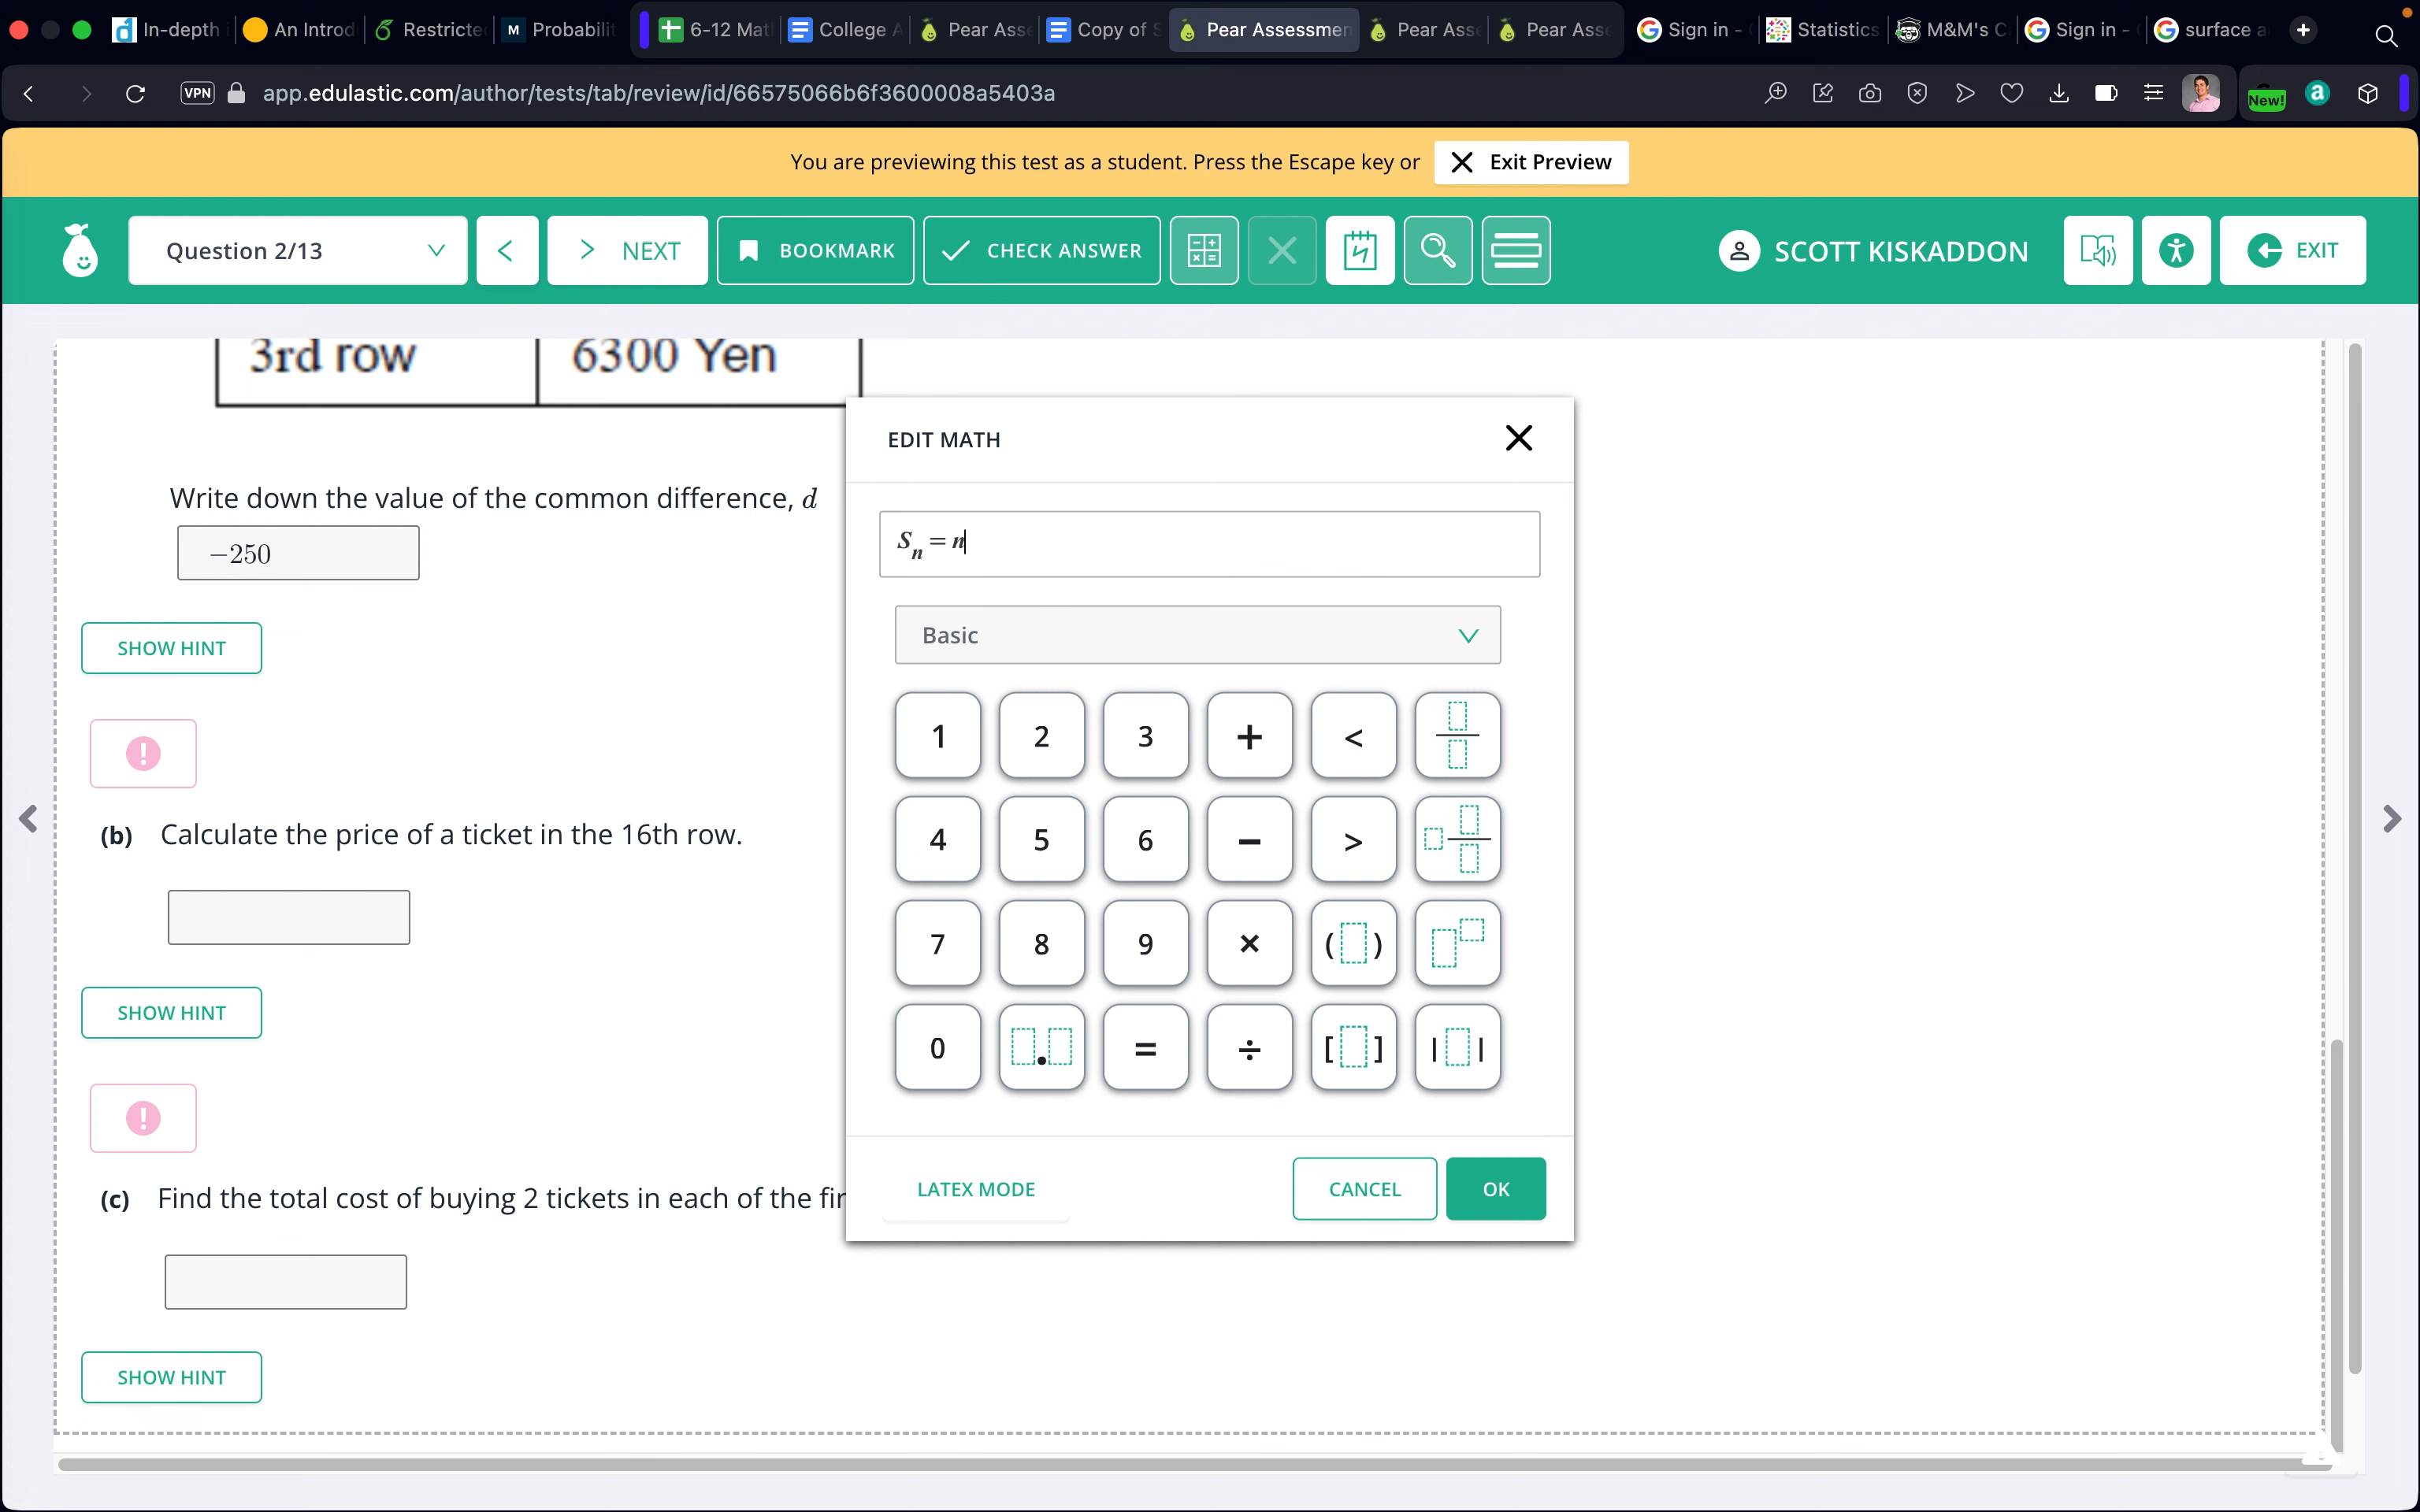 In-depth
An Introd
Restricte
M Probabilit
6-12 Mat
College A
Pear Asse
Copy of S
Pear Assessmen
Pear Asse
Pear Asse
Sign in -
Statistics
M&M's C
Sign in -
surface a
VPN
app.edulastic.com/author/tests/tab/review/id/66575066b6f3600008a5403a
New!
a
You are previewing this test as a student. Press the Escape key or
Exit Preview
Question 2/13
NEXT
BOOKMARK
CHECK ANSWER
SCOTT KISKADDON
EXIT
3rd row 6300 Yen
Write down the value of the common difference, d
−250
SHOW HINT
!
(b) Calculate the price of a ticket in the 16th row.
SHOW HINT
!
(c) Find the total cost of buying 2 tickets in each of the fir
SHOW HINT
EDIT MATH
Sₙ = n
Basic
1 2 3 + <
4 5 6 − >
7 8 9 × ( )
0 . = ÷ [ ] | |
LATEX MODE
CANCEL
OK